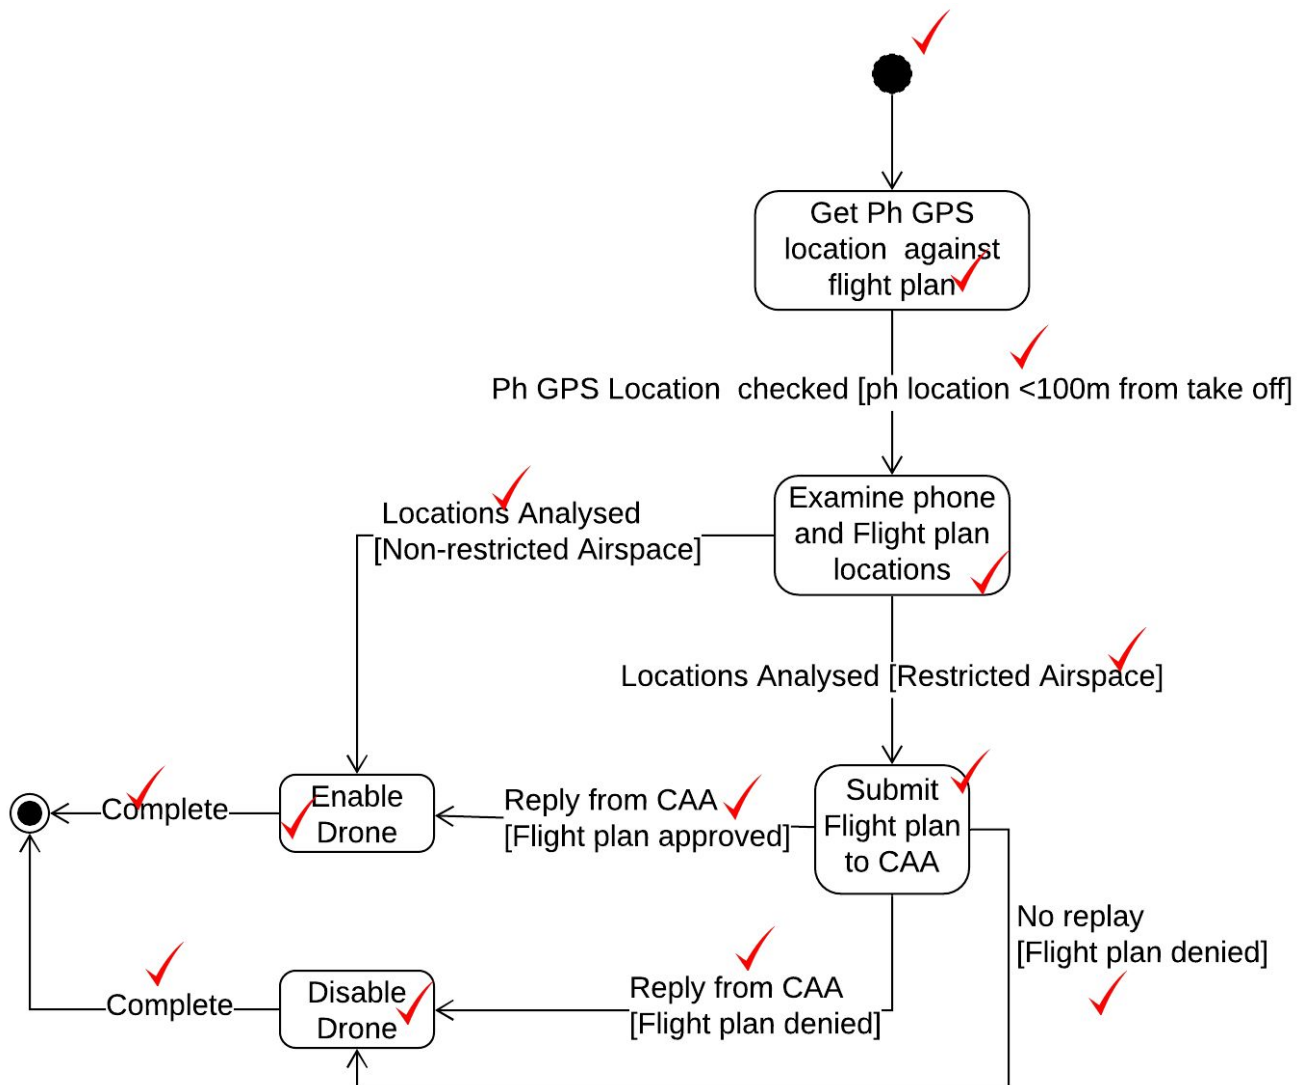 Get Ph GPS
location against
flight plan
Ph GPS Location checked [ph location <100m from take off]
Examine phone
and Flight plan
locations
Locations Analysed
[Non-restricted Airspace]
Locations Analysed [Restricted Airspace]
Submit
Flight plan
to CAA
Reply from CAA
[Flight plan approved]
Enable
Drone
Complete
No replay
[Flight plan denied]
Reply from CAA
[Flight plan denied]
Disable
Drone
Complete